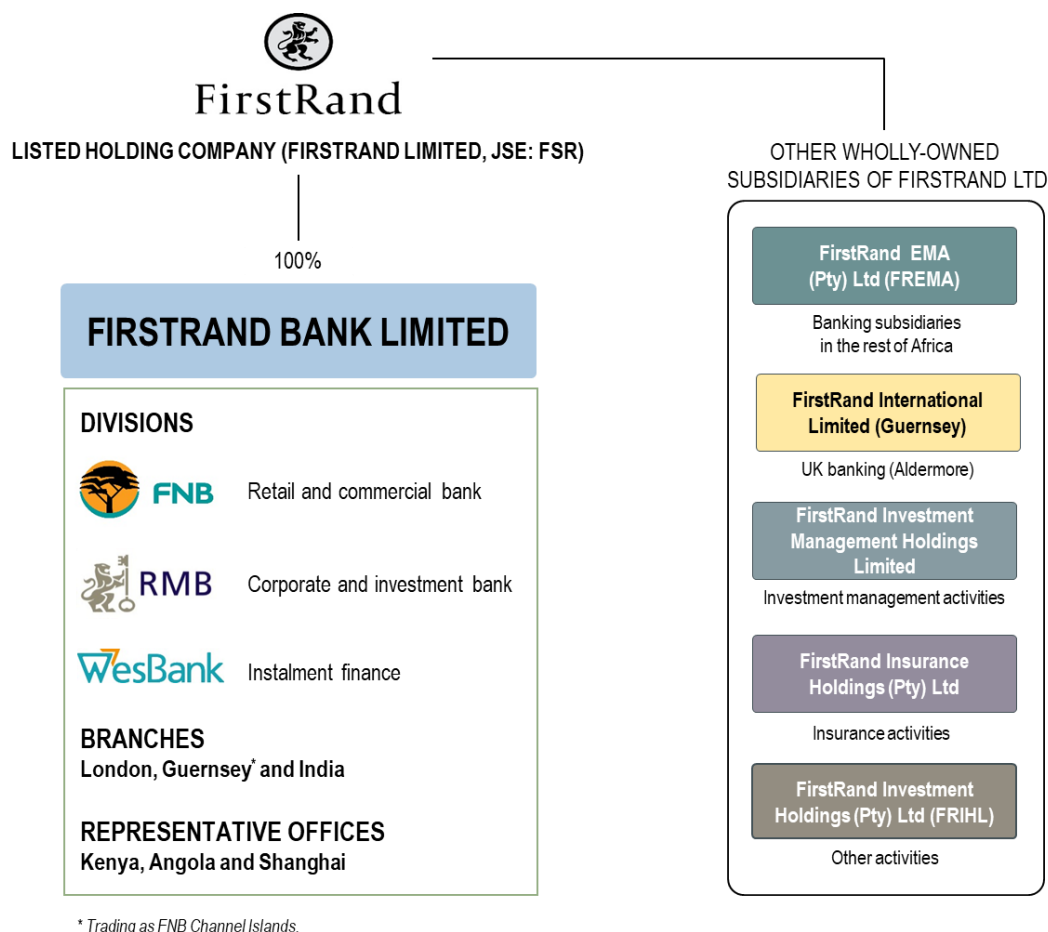 FirstRand
LISTED HOLDING COMPANY (FIRSTRAND LIMITED, JSE: FSR)
100%
FIRSTRAND BANK LIMITED
DIVISIONS
FNB Retail and commercial bank
RMB Corporate and investment bank
WesBank Instalment finance
BRANCHES
London, Guernsey* and India
REPRESENTATIVE OFFICES
Kenya, Angola and Shanghai
* Trading as FNB Channel Islands.
OTHER WHOLLY-OWNED
SUBSIDIARIES OF FIRSTRAND LTD
FirstRand EMA
(Pty) Ltd (FREMA)
Banking subsidiaries
in the rest of Africa
FirstRand International
Limited (Guernsey)
UK banking (Aldermore)
FirstRand Investment
Management Holdings
Limited
Investment management activities
FirstRand Insurance
Holdings (Pty) Ltd
Insurance activities
FirstRand Investment
Holdings (Pty) Ltd (FRIHL)
Other activities